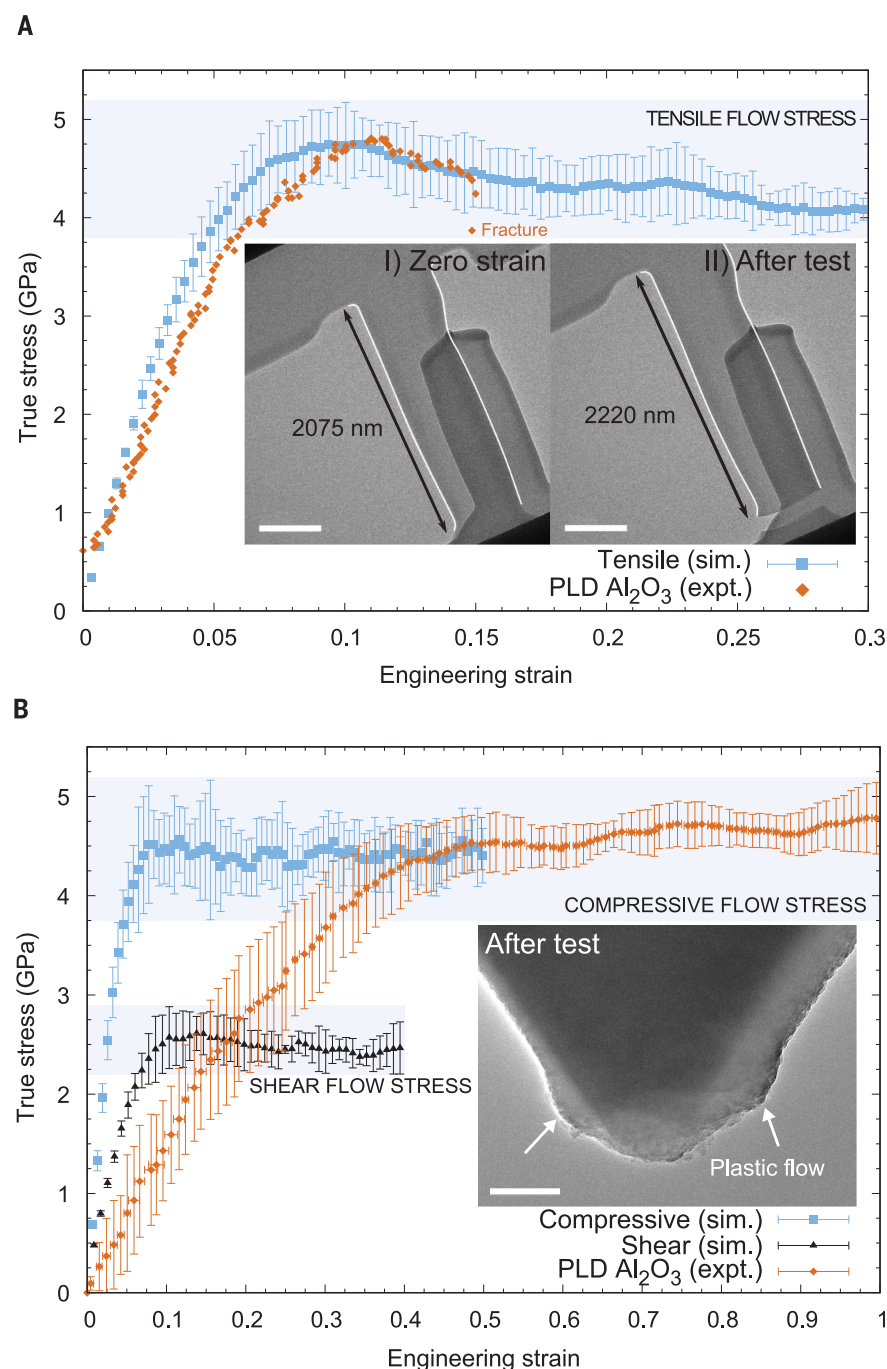 A
5
4
3
2
1
0
True stress (GPa)
TENSILE FLOW STRESS
Fracture
I) Zero strain
II) After test
2075 nm
2220 nm
Tensile (sim.)
PLD Al₂O₃ (expt.)
0 0.05 0.1 0.15 0.2 0.25 0.3
Engineering strain
B
5
4
3
2
1
0
True stress (GPa)
COMPRESSIVE FLOW STRESS
After test
SHEAR FLOW STRESS
Plastic flow
Compressive (sim.)
Shear (sim.)
PLD Al₂O₃ (expt.)
0 0.1 0.2 0.3 0.4 0.5 0.6 0.7 0.8 0.9 1
Engineering strain